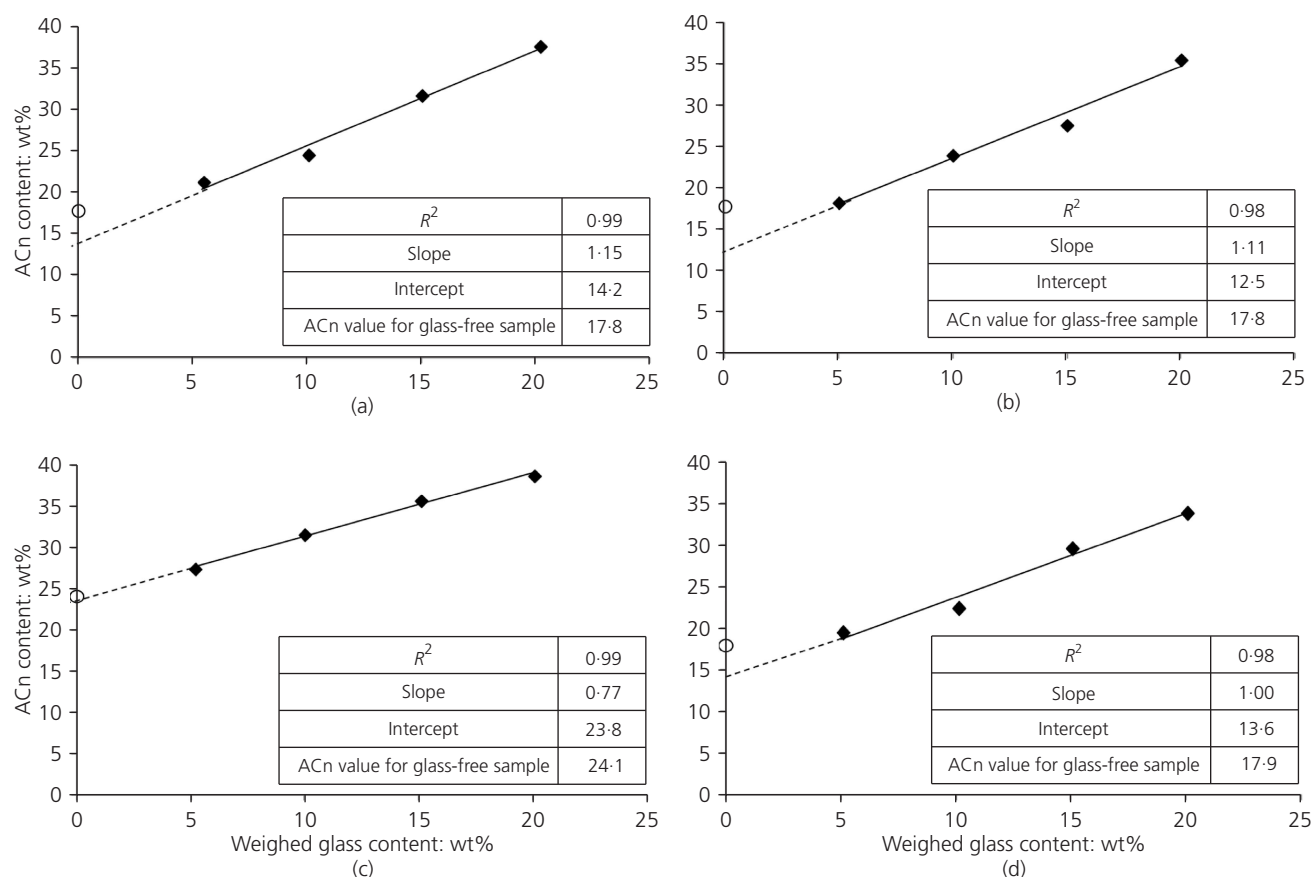 40
35
30
25
20
15
10
5
0
ACn content: wt%
0 5 10 15 20 25
R² 0·99
Slope 1·15
Intercept 14·2
ACn value for glass-free sample 17·8
(a)
40
35
30
25
20
15
10
5
0
0 5 10 15 20 25
R² 0·98
Slope 1·11
Intercept 12·5
ACn value for glass-free sample 17·8
(b)
40
35
30
25
20
15
10
5
0
ACn content: wt%
0 5 10 15 20 25
R² 0·99
Slope 0·77
Intercept 23·8
ACn value for glass-free sample 24·1
Weighed glass content: wt%
(c)
40
35
30
25
20
15
10
5
0
0 5 10 15 20 25
R² 0·98
Slope 1·00
Intercept 13·6
ACn value for glass-free sample 17·9
Weighed glass content: wt%
(d)